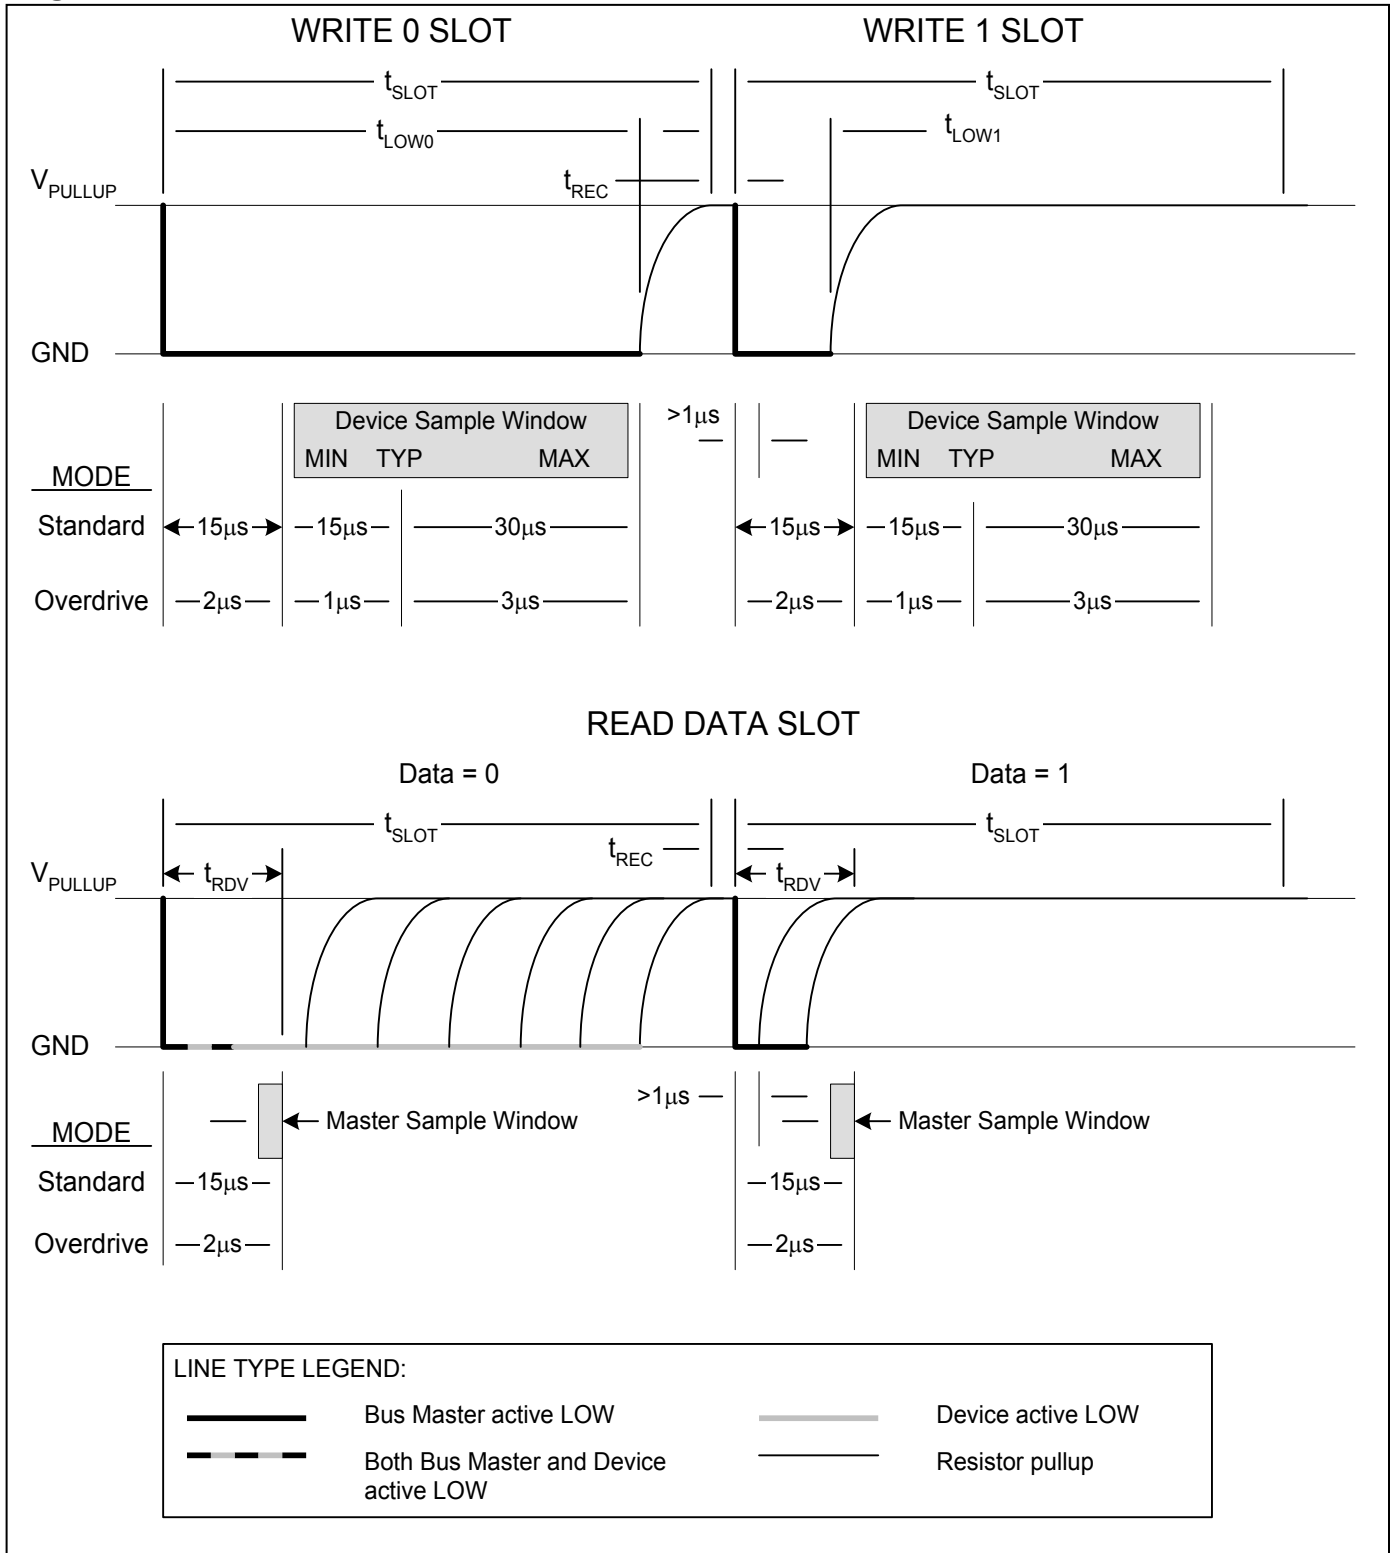 WRITE 0 SLOT WRITE 1 SLOT
tSLOT tSLOT
tLOW0 tLOW1
VPULLUP tREC
GND
Device Sample Window >1μs Device Sample Window
MIN TYP MAX MIN TYP MAX
MODE
Standard 15μs 15μs 30μs 15μs 15μs 30μs
Overdrive 2μs 1μs 3μs 2μs 1μs 3μs
READ DATA SLOT
Data = 0 Data = 1
tSLOT tSLOT
tREC
VPULLUP tRDV tRDV
GND
>1μs
Master Sample Window Master Sample Window
MODE
Standard 15μs 15μs
Overdrive 2μs 2μs
LINE TYPE LEGEND:
Bus Master active LOW Device active LOW
Both Bus Master and Device Resistor pullup
active LOW